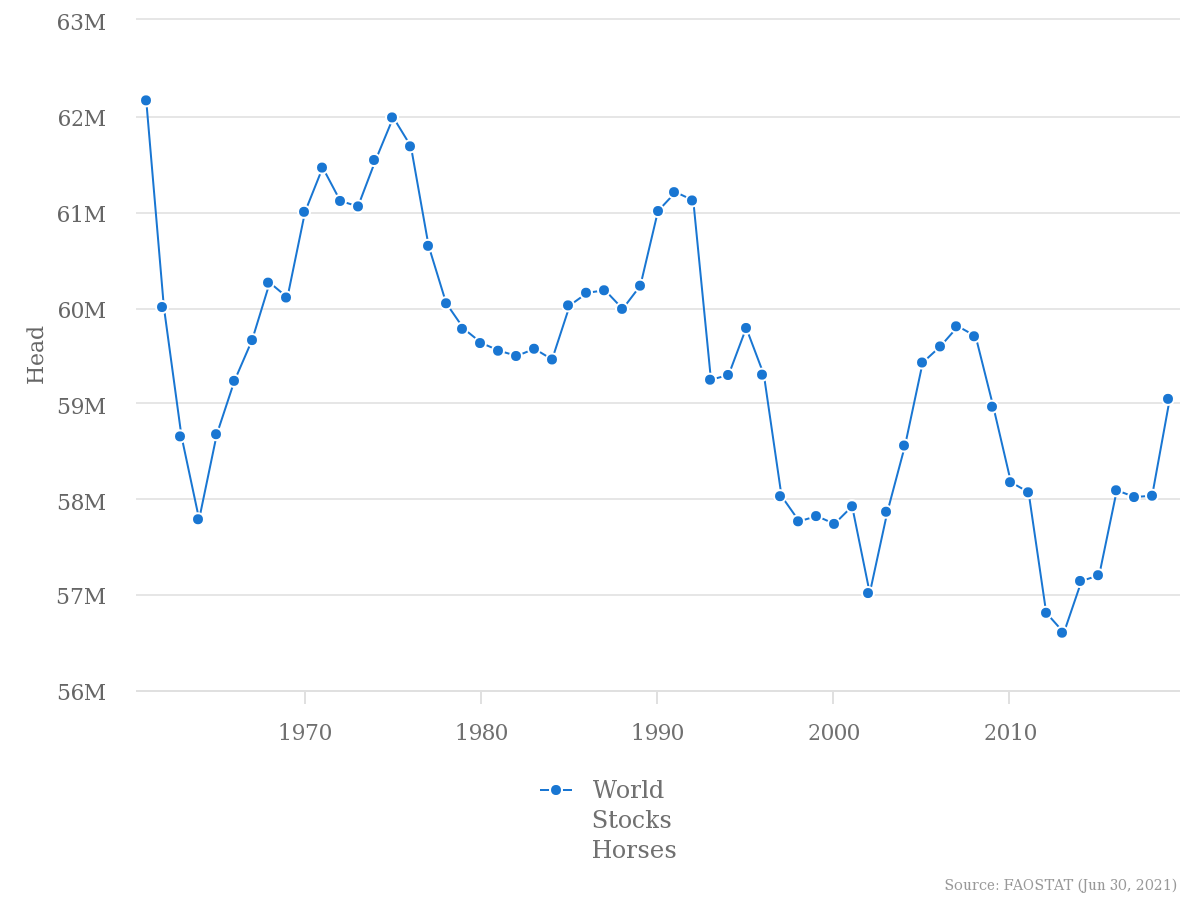 63M
62M
61M
60M
59M
58M
57M
56M
Head
1970 1980 1990 2000 2010
World
Stocks
Horses
Source: FAOSTAT (Jun 30, 2021)